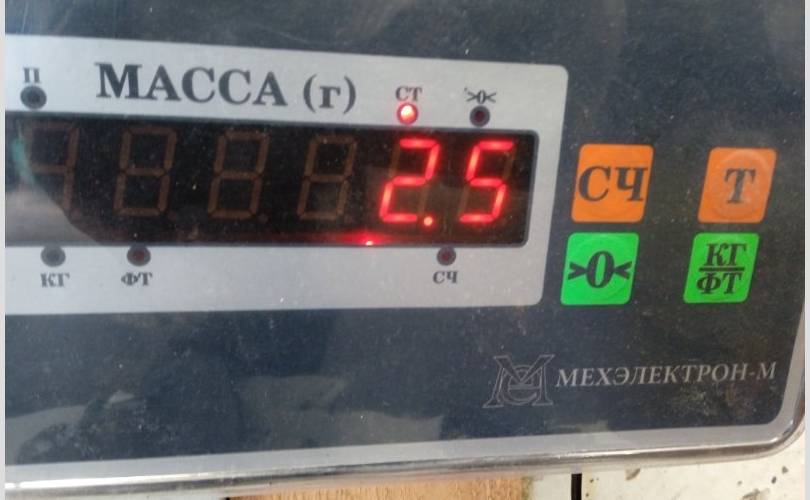 П
МАССА (г)
СТ
>0<
2.5
КГ
ФТ
СЧ
СЧ
Т
>0<
КГ
ФТ
МЕХЭЛЕКТРОН-М